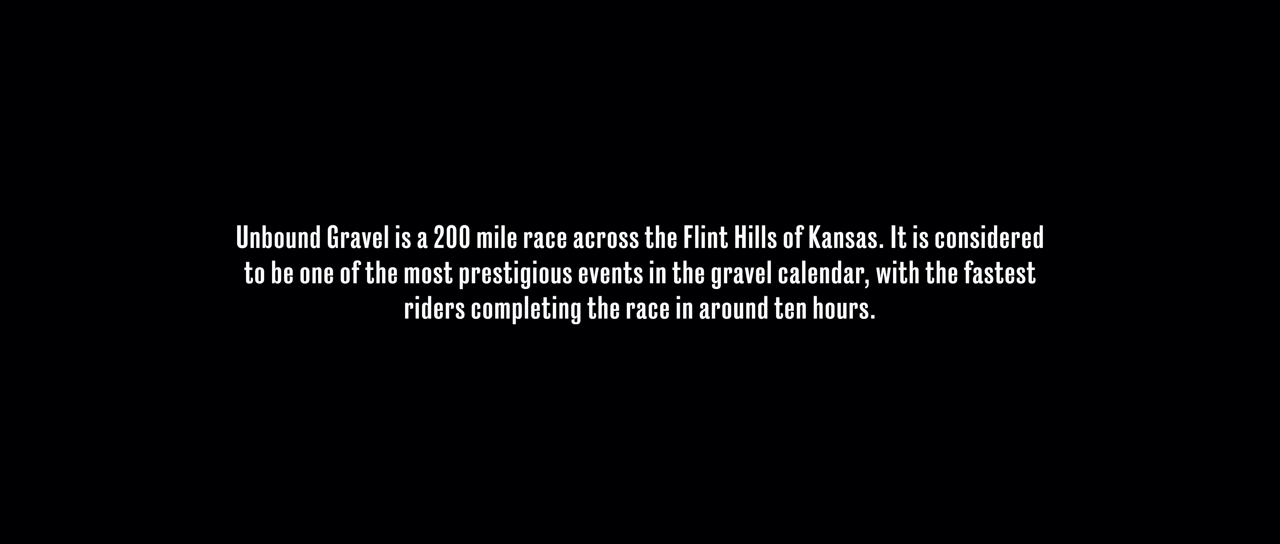 Unbound Gravel is a 200 mile race across the Flint Hills of Kansas. It is considered
to be one of the most prestigious events in the gravel calendar, with the fastest
riders completing the race in around ten hours.